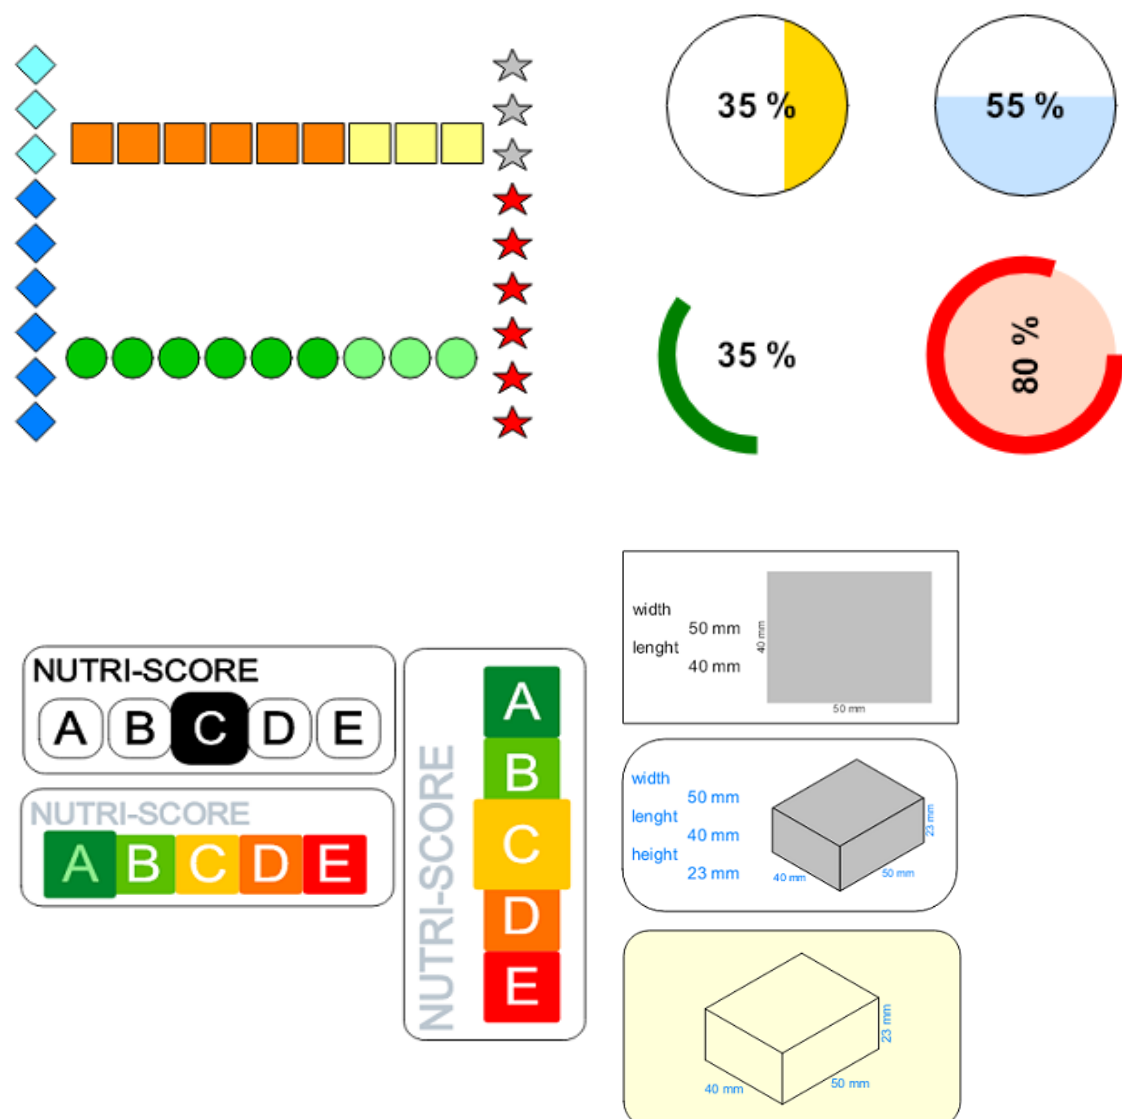 35 %
55 %
35 %
80 %
NUTRI-SCORE
A B C D E
NUTRI-SCORE
A B C D E
NUTRI-SCORE
A
B
C
D
E
width
50 mm
lenght
40 mm
40 mm
50 mm
width
50 mm
lenght
40 mm
height
23 mm
23 mm
40 mm
50 mm
23 mm
40 mm
50 mm